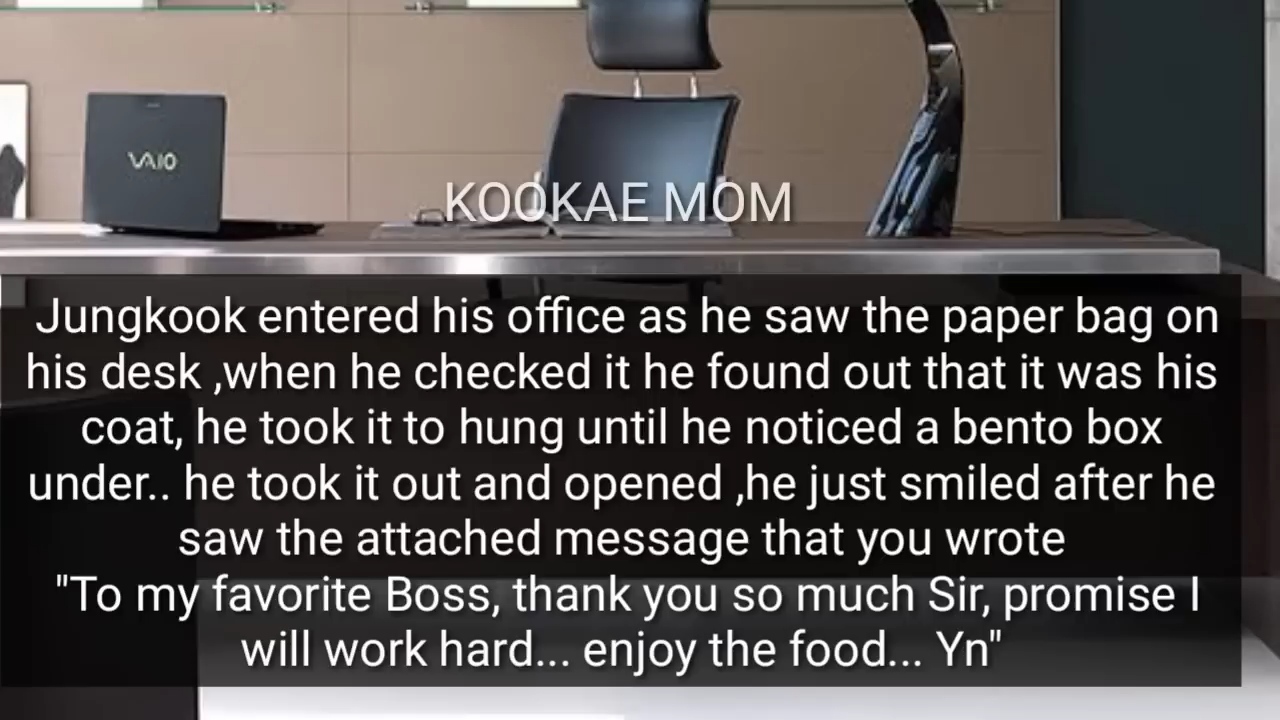 VAIO
KOOKAE MOM
Jungkook entered his office as he saw the paper bag on
his desk ,when he checked it he found out that it was his
coat, he took it to hung until he noticed a bento box
under.. he took it out and opened ,he just smiled after he
saw the attached message that you wrote
"To my favorite Boss, thank you so much Sir, promise I
will work hard... enjoy the food... Yn"